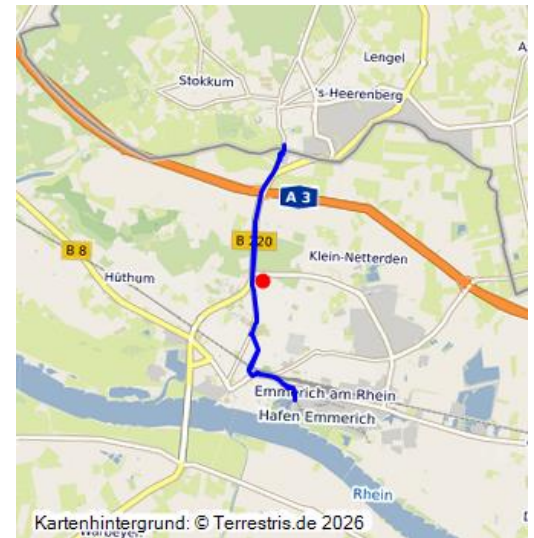 Lengel
Stokkum
's-Heerenberg
A 3
B 220
B 8
Klein-Netterden
Hüthum
Emmerich am Rhein
Hafen Emmerich
Rhein
Kartenhintergrund: © Terrestris.de 2026